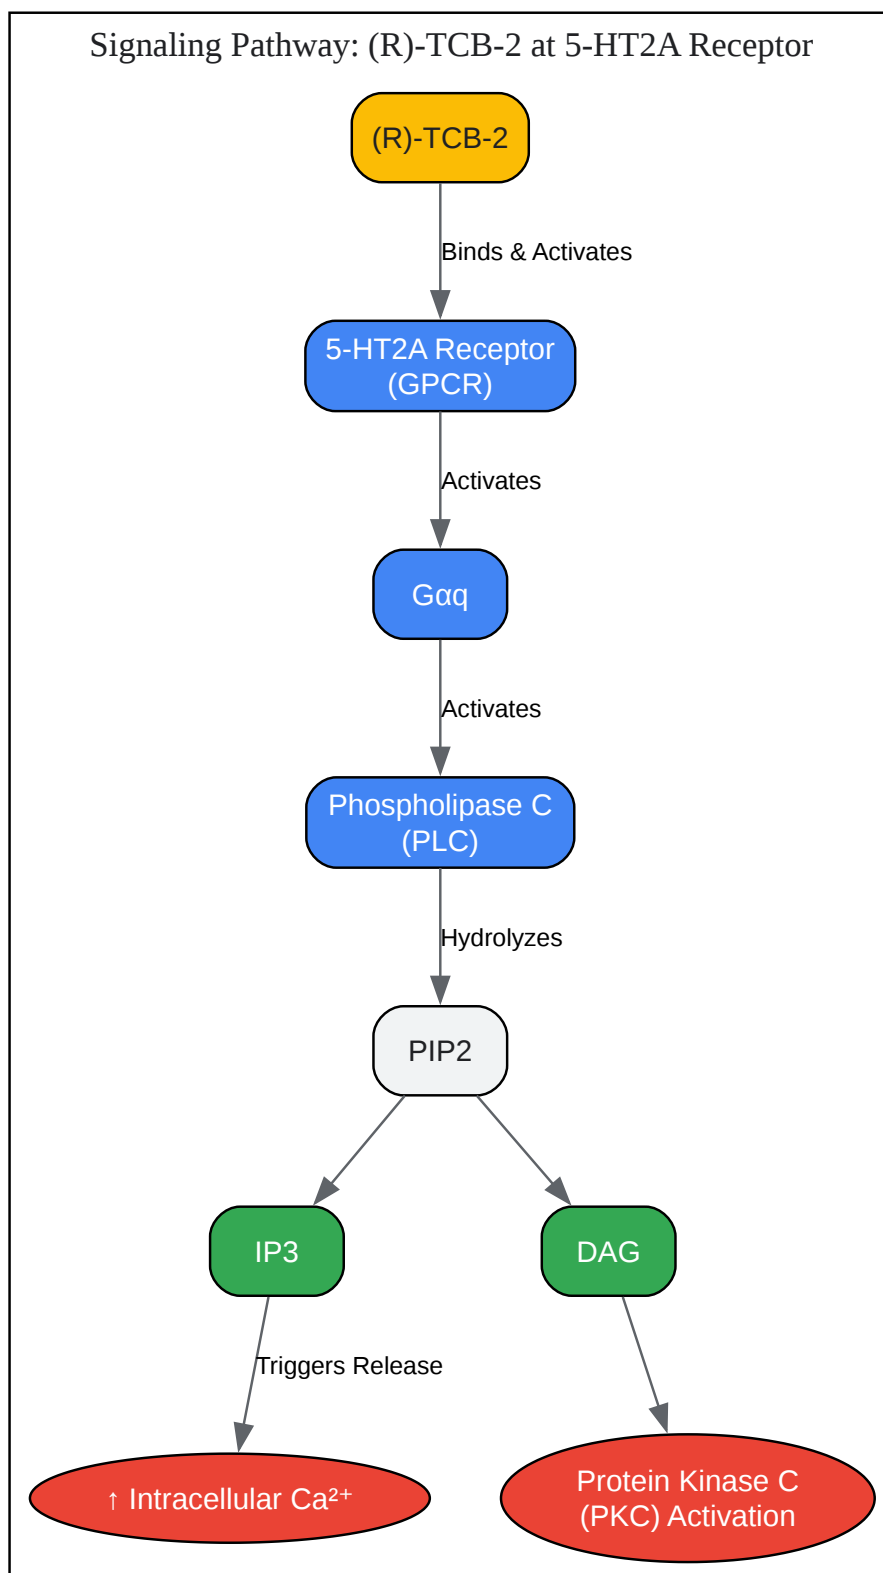 Signaling Pathway: (R)-TCB-2 at 5-HT2A Receptor
(R)-TCB-2
Binds & Activates
5-HT2A Receptor
(GPCR)
Activates
Gαq
Activates
Phospholipase C
(PLC)
Hydrolyzes
PIP2
IP3
DAG
Triggers Release
↑ Intracellular Ca²⁺
Protein Kinase C
(PKC) Activation